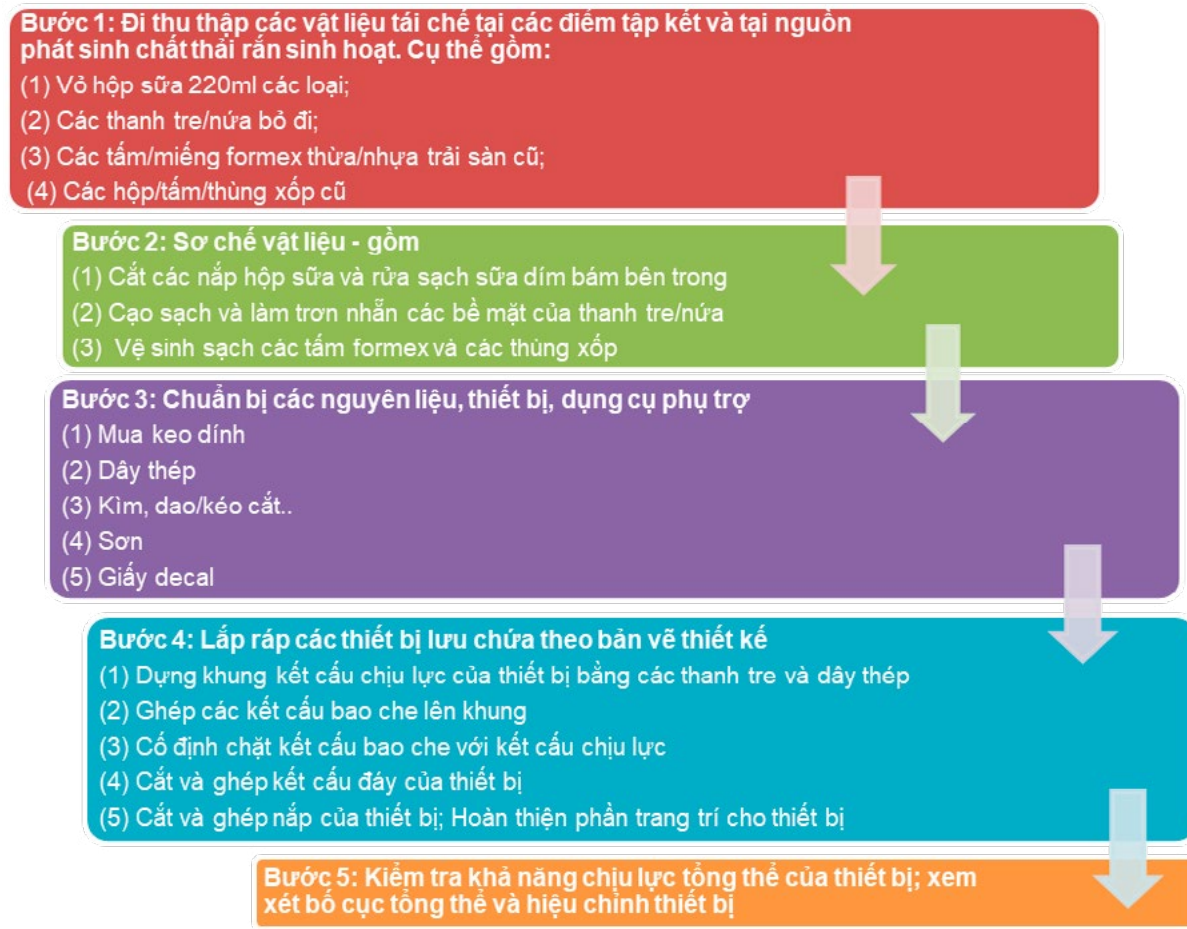 Bước 1: Đi thu thập các vật liệu tái chế tại các điểm tập kết và tại nguồn
phát sinh chất thải rắn sinh hoạt. Cụ thể gồm:
(1) Vỏ hộp sữa 220ml các loại;
(2) Các thanh tre/nứa bỏ đi;
(3) Các tấm/miếng formex thừa/nhựa trải sàn cũ;
(4) Các hộp/tấm/thùng xốp cũ
Bước 2: Sơ chế vật liệu - gồm
(1) Cắt các nắp hộp sữa và rửa sạch sữa dím bám bên trong
(2) Cạo sạch và làm trơn nhẵn các bề mặt của thanh tre/nứa
(3) Vệ sinh sạch các tấm formex và các thùng xốp
Bước 3: Chuẩn bị các nguyên liệu, thiết bị, dụng cụ phụ trợ
(1) Mua keo dính
(2) Dây thép
(3) Kìm, dao/kéo cắt..
(4) Sơn
(5) Giấy decal
Bước 4: Lắp ráp các thiết bị lưu chứa theo bản vẽ thiết kế
(1) Dựng khung kết cấu chịu lực của thiết bị bằng các thanh tre và dây thép
(2) Ghép các kết cấu bao che lên khung
(3) Cố định chặt kết cấu bao che với kết cấu chịu lực
(4) Cắt và ghép kết cấu đáy của thiết bị
(5) Cắt và ghép nắp của thiết bị; Hoàn thiện phần trang trí cho thiết bị
Bước 5: Kiểm tra khả năng chịu lực tổng thể của thiết bị; xem
xét bố cục tổng thể và hiệu chỉnh thiết bị